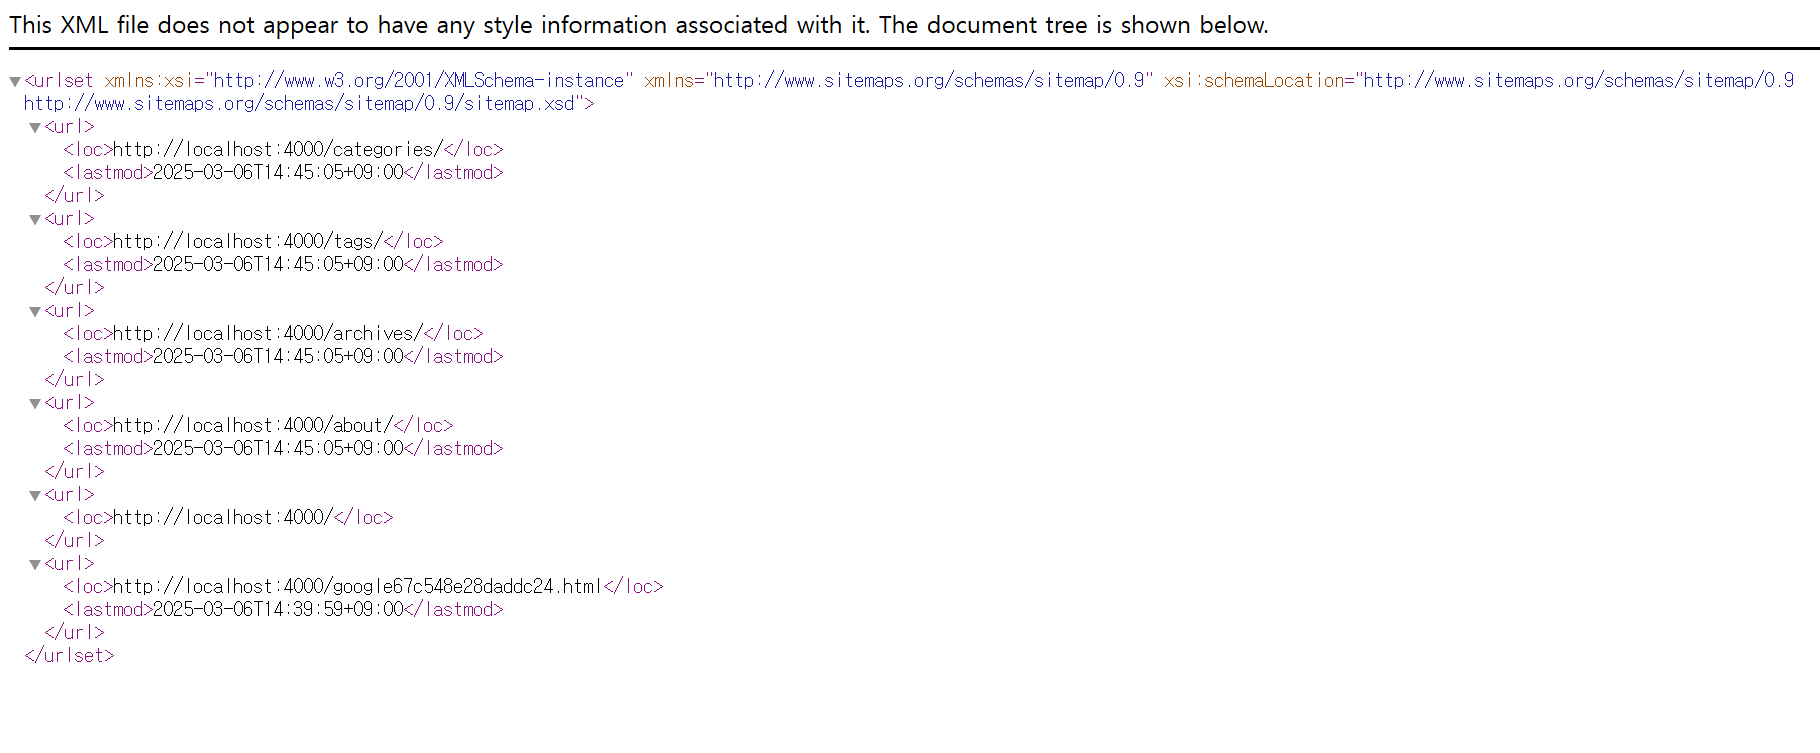 This XML file does not appear to have any style information associated with it. The document tree is shown below.
▼<urlset xmlns:xsi="http://www.w3.org/2001/XMLSchema-instance" xmlns="http://www.sitemaps.org/schemas/sitemap/0.9" xsi:schemaLocation="http://www.sitemaps.org/schemas/sitemap/0.9
http://www.sitemaps.org/schemas/sitemap/0.9/sitemap.xsd">
▼<url>
<loc>http://localhost:4000/categories/</loc>
<lastmod>2025-03-06T14:45:05+09:00</lastmod>
</url>
▼<url>
<loc>http://localhost:4000/tags/</loc>
<lastmod>2025-03-06T14:45:05+09:00</lastmod>
</url>
▼<url>
<loc>http://localhost:4000/archives/</loc>
<lastmod>2025-03-06T14:45:05+09:00</lastmod>
</url>
▼<url>
<loc>http://localhost:4000/about/</loc>
<lastmod>2025-03-06T14:45:05+09:00</lastmod>
</url>
▼<url>
<loc>http://localhost:4000/</loc>
</url>
▼<url>
<loc>http://localhost:4000/google67c548e28daddc24.html</loc>
<lastmod>2025-03-06T14:39:59+09:00</lastmod>
</url>
</urlset>